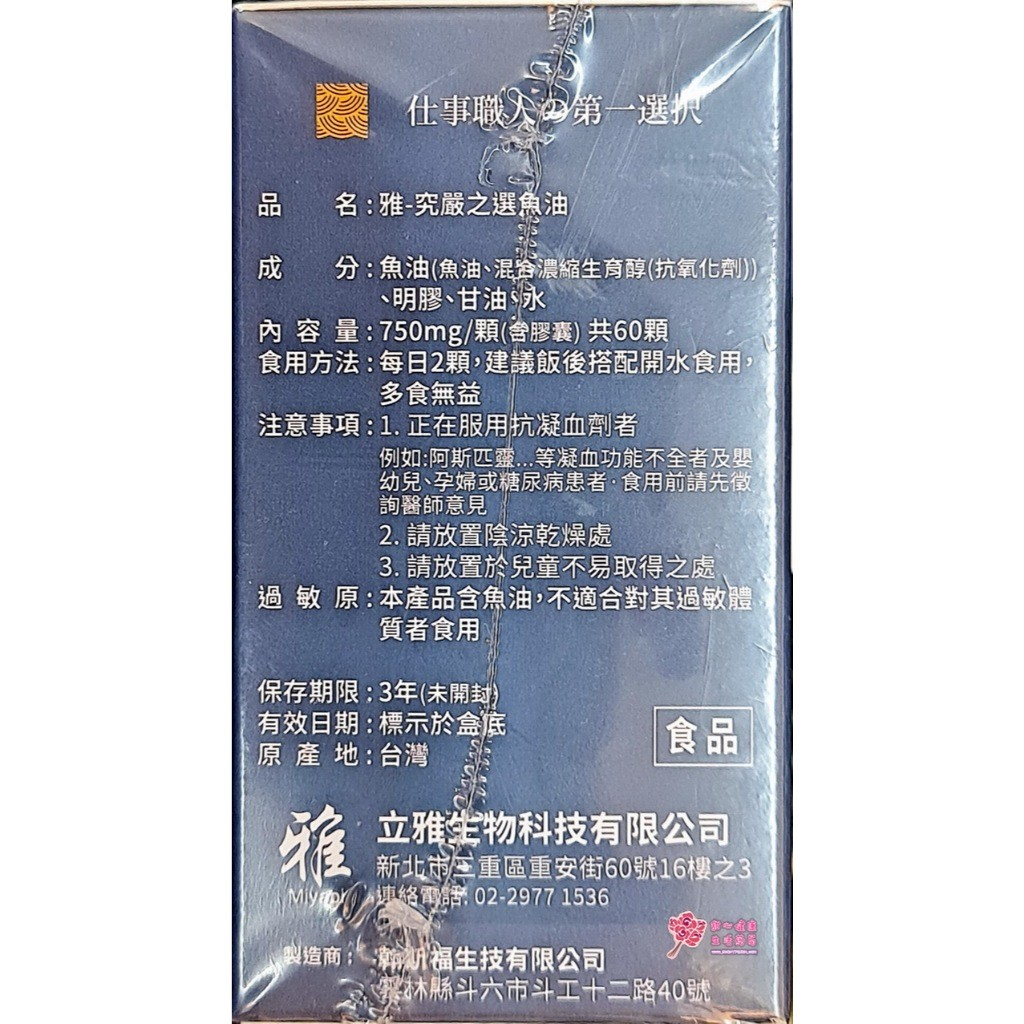 仕事職人の第一選択
品 名：雅-究嚴之選魚油
成 分：魚油(魚油、混合濃縮生育醇(抗氧化劑))
、明膠、甘油、水
內 容 量：750mg/顆(含膠囊) 共60顆
食用方法：每日2顆，建議飯後搭配開水食用，
多食無益
注意事項：1. 正在服用抗凝血劑者
例如:阿斯匹靈...等凝血功能不全者及嬰
幼兒、孕婦或糖尿病患者·食用前請先徵
詢醫師意見
2. 請放置陰涼乾燥處
3. 請放置於兒童不易取得之處
過 敏 原：本產品含魚油，不適合對其過敏體
質者食用
保存期限：3年(未開封)
有效日期：標示於盒底
原 產 地：台灣
食品
雅 立雅生物科技有限公司
新北市三重區重安街60號16樓之3
Miyabi 連絡電話: 02-2977 1536
製造商： 斯福生技有限公司
雲林縣斗六市斗工十二路40號